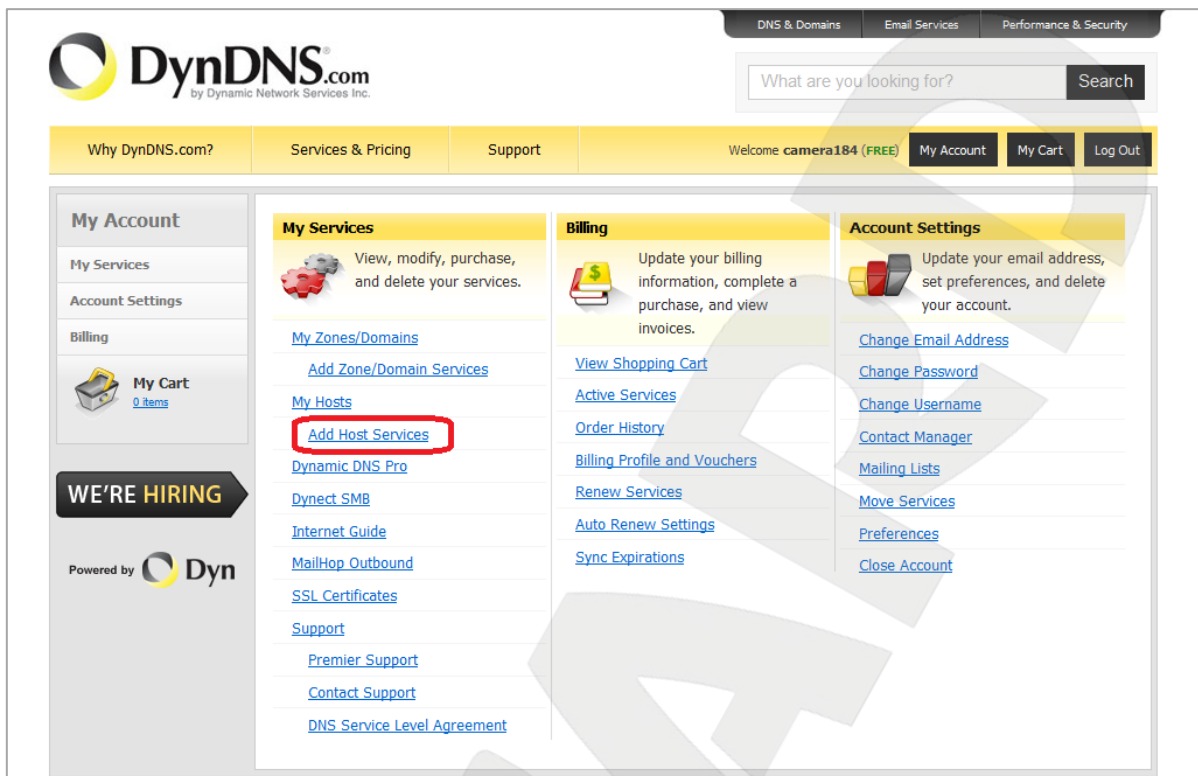 DNS & Domains Email Services Performance & Security
DynDNS.com
by Dynamic Network Services Inc.
What are you looking for? Search
Why DynDNS.com? Services & Pricing Support Welcome camera184 (FREE) My Account My Cart Log Out
My Account
My Services
Account Settings
Billing
My Cart
0 items
WE'RE HIRING
Powered by Dyn
My Services
View, modify, purchase,
and delete your services.
My Zones/Domains
Add Zone/Domain Services
My Hosts
Add Host Services
Dynamic DNS Pro
Dynect SMB
Internet Guide
MailHop Outbound
SSL Certificates
Support
Premier Support
Contact Support
DNS Service Level Agreement
Billing
Update your billing
information, complete a
purchase, and view
invoices.
View Shopping Cart
Active Services
Order History
Billing Profile and Vouchers
Renew Services
Auto Renew Settings
Sync Expirations
Account Settings
Update your email address,
set preferences, and delete
your account.
Change Email Address
Change Password
Change Username
Contact Manager
Mailing Lists
Move Services
Preferences
Close Account